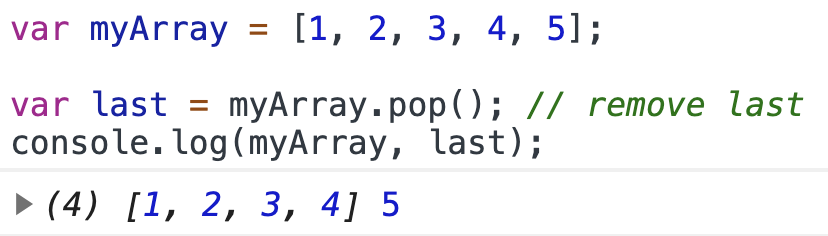 var myArray = [1, 2, 3, 4, 5];
var last = myArray.pop(); // remove last
console.log(myArray, last);
(4) [1, 2, 3, 4] 5